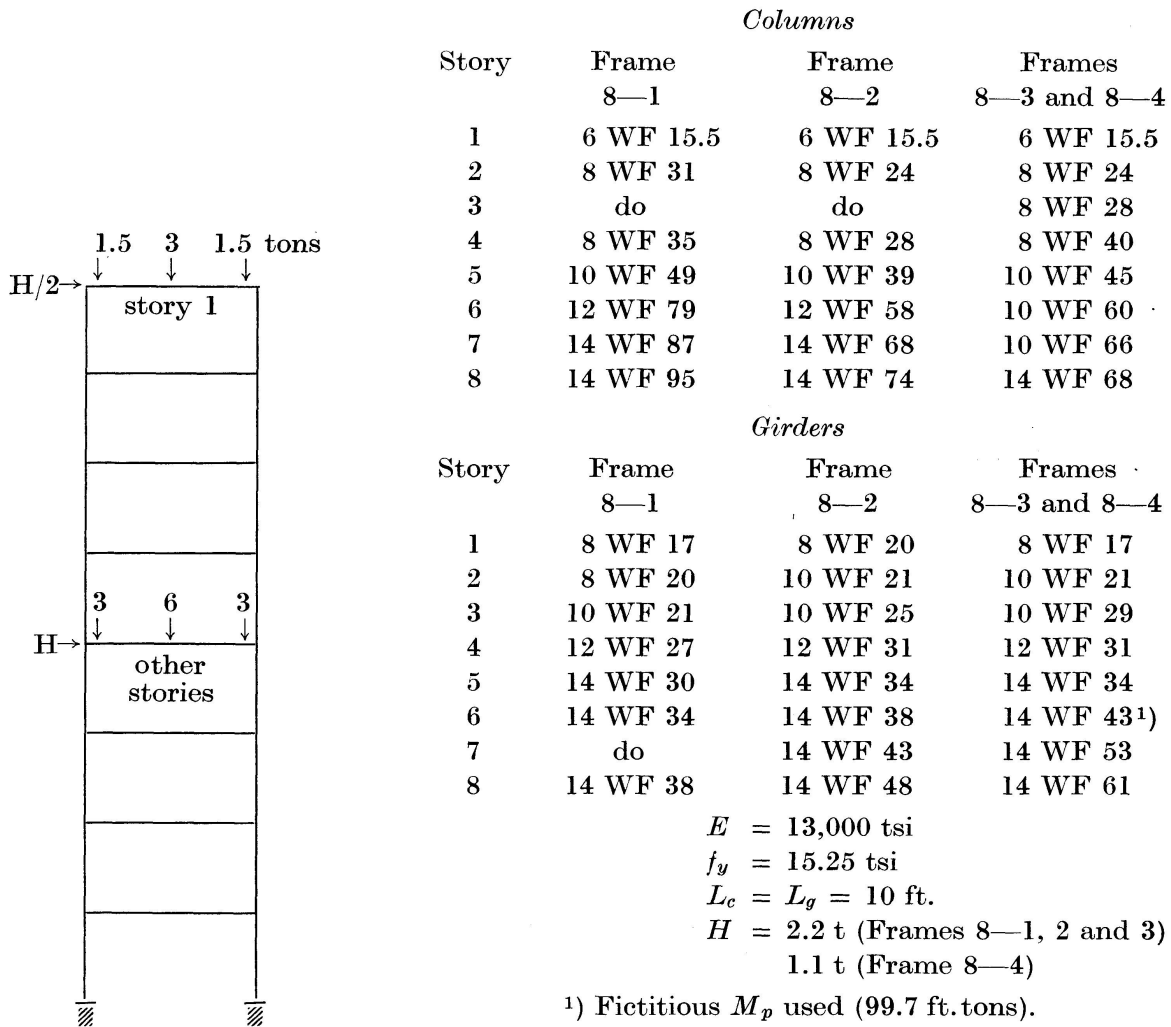 Columns
Story Frame Frame Frames
8—1 8—2 8—3 and 8—4
1 6 WF 15.5 6 WF 15.5 6 WF 15.5
2 8 WF 31 8 WF 24 8 WF 24
3 do do 8 WF 28
4 8 WF 35 8 WF 28 8 WF 40
5 10 WF 49 10 WF 39 10 WF 45
6 12 WF 79 12 WF 58 10 WF 60
7 14 WF 87 14 WF 68 10 WF 66
8 14 WF 95 14 WF 74 14 WF 68
Girders
Story Frame Frame Frames
8—1 8—2 8—3 and 8—4
1 8 WF 17 8 WF 20 8 WF 17
2 8 WF 20 10 WF 21 10 WF 21
3 10 WF 21 10 WF 25 10 WF 29
4 12 WF 27 12 WF 31 12 WF 31
5 14 WF 30 14 WF 34 14 WF 34
6 14 WF 34 14 WF 38 14 WF 43¹)
7 do 14 WF 43 14 WF 53
8 14 WF 38 14 WF 48 14 WF 61
E = 13,000 tsi
f_y = 15.25 tsi
L_c = L_g = 10 ft.
H = 2.2 t (Frames 8—1, 2 and 3)
1.1 t (Frame 8—4)
¹) Fictitious M_p used (99.7 ft. tons).
1.5 3 1.5 tons
H/2
story 1
3 6 3
H
other
stories